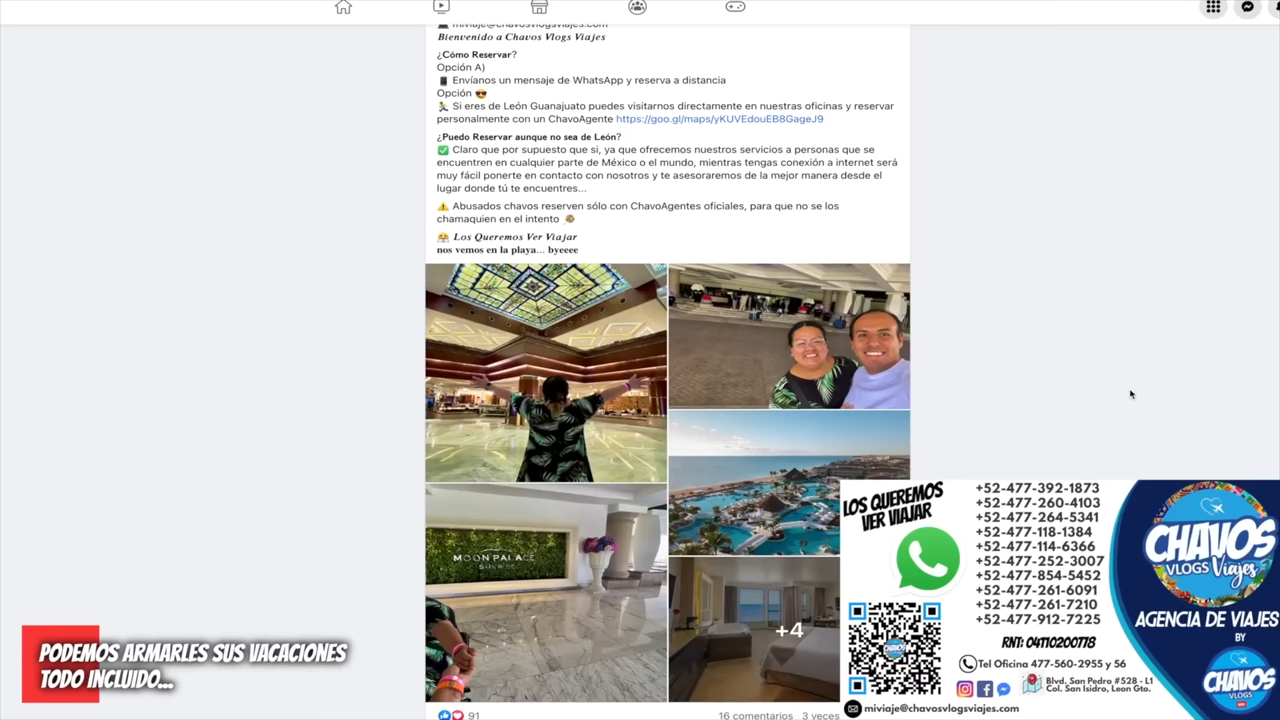 miviaje@chavosvlogsviajes.com
Bienvenido a Chavos Vlogs Viajes
¿Cómo Reservar?
Opción A)
📱 Envíanos un mensaje de WhatsApp y reserva a distancia
Opción 😎
🏃‍♂️ Si eres de León Guanajuato puedes visitarnos directamente en nuestras oficinas y reservar
personalmente con un ChavoAgente https://goo.gl/maps/yKUVEdouEB8GageJ9
¿Puedo Reservar aunque no sea de León?
✅ Claro que por supuesto que si, ya que ofrecemos nuestros servicios a personas que se
encuentren en cualquier parte de México o el mundo, mientras tengas conexión a internet será
muy fácil ponerte en contacto con nosotros y te asesoraremos de la mejor manera desde el
lugar donde tú te encuentres...
⚠️ Abusados chavos reserven sólo con ChavoAgentes oficiales, para que no se los
chamaquien en el intento 🙈
🤗 Los Queremos Ver Viajar
nos vemos en la playa... byeeee
MOON PALACE
SUNRISE
+4
91
16 comentarios 3 veces
PODEMOS ARMARLES SUS VACACIONES
TODO INCLUIDO...
LOS QUEREMOS
VER VIAJAR
+52-477-392-1873
+52-477-260-4103
+52-477-264-5341
+52-477-118-1384
+52-477-114-6366
+52-477-252-3007
+52-477-854-5452
+52-477-261-6091
+52-477-261-7210
+52-477-912-7225
RNT: 04110200718
Tel Oficina 477-560-2955 y 56
Blvd. San Pedro #528 - L1
Col. San Isidro, Leon Gto.
miviaje@chavosvlogsviajes.com
CHAVOS
VLOGS Viajes
AGENCIA DE VIAJES
BY
CHAVOS
VLOGS